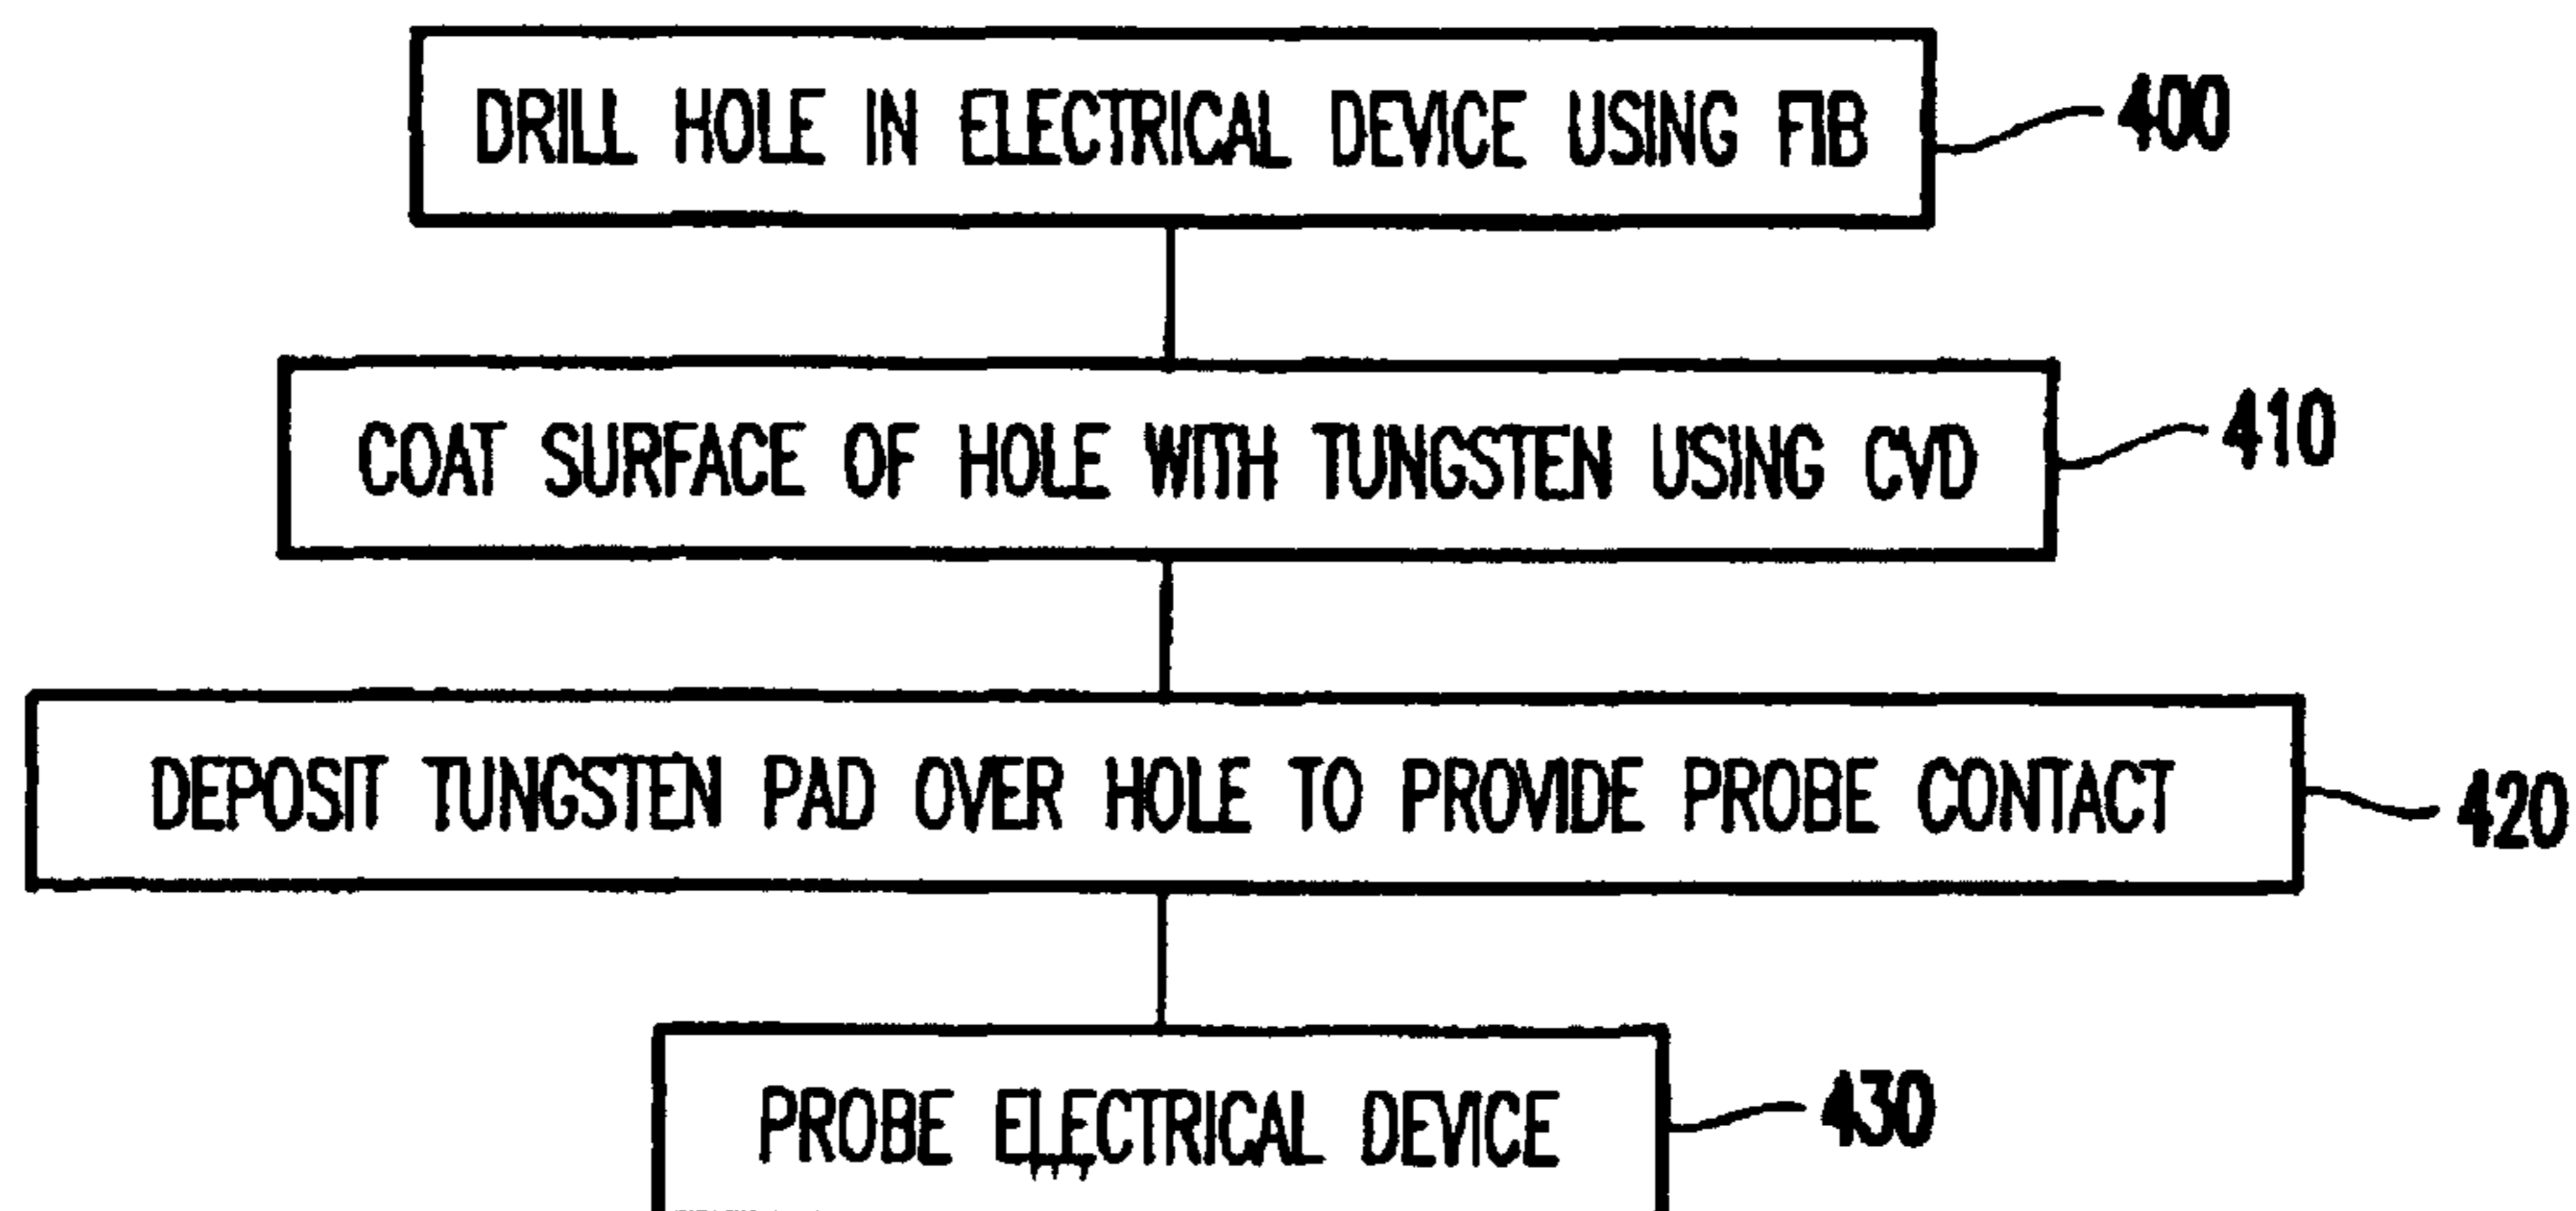 DRILL HOLE IN ELECTRICAL DEVICE USING FIB
400
COAT SURFACE OF HOLE WITH TUNGSTEN USING CVD
410
DEPOSIT TUNGSTEN PAD OVER HOLE TO PROVIDE PROBE CONTACT
420
PROBE ELECTRICAL DEVICE
430